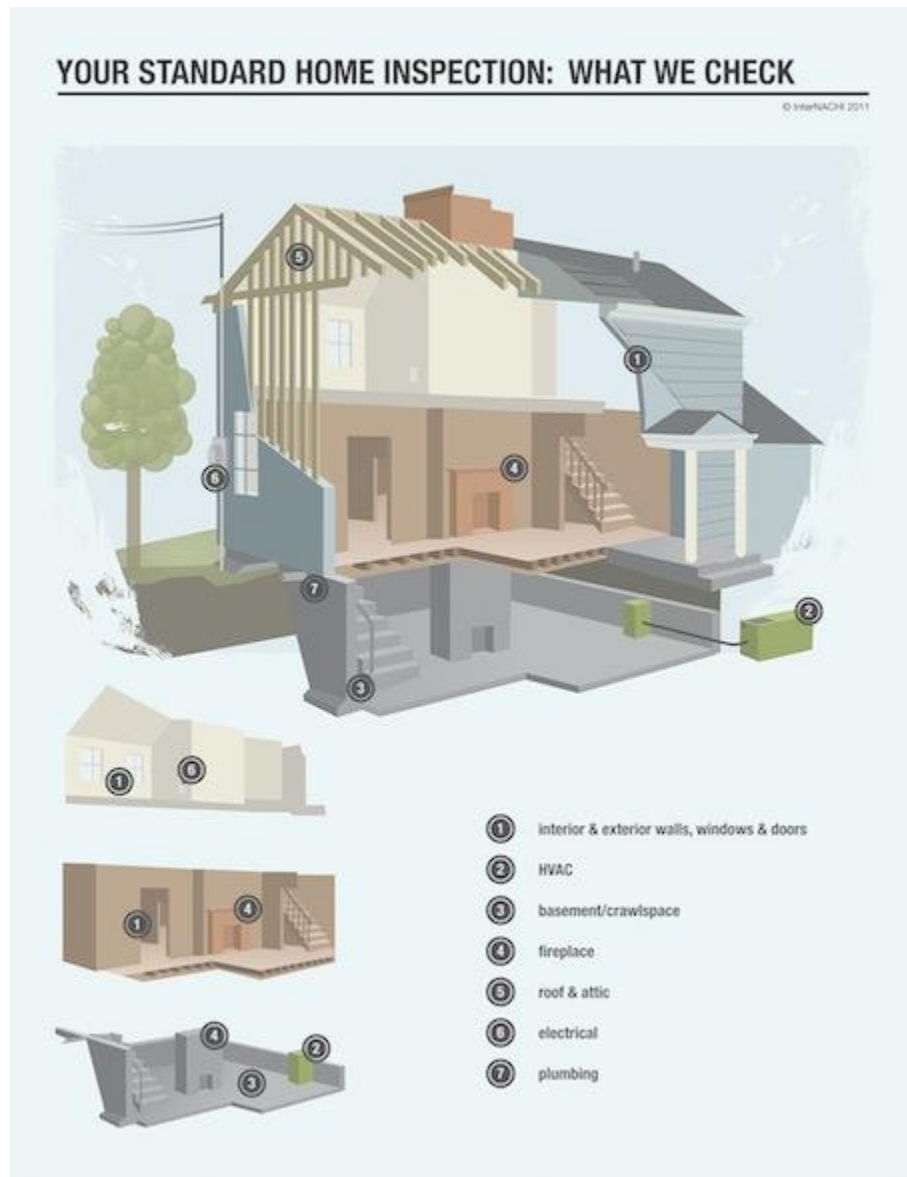 YOUR STANDARD HOME INSPECTION: WHAT WE CHECK
© InterNACHI 2011
5
1
4
6
7
2
3
1
6
1
4
4
2
3
1 interior & exterior walls, windows & doors
2 HVAC
3 basement/crawlspace
4 fireplace
5 roof & attic
6 electrical
7 plumbing